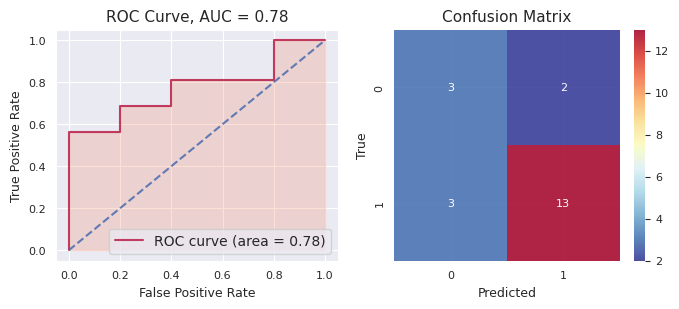 ROC Curve, AUC = 0.78
1.0
0.8
0.6
0.4
0.2
0.0
True Positive Rate
0.0 0.2 0.4 0.6 0.8 1.0
False Positive Rate
ROC curve (area = 0.78)
Confusion Matrix
3 2
3 13
0
1
True
0 1
Predicted
12
10
8
6
4
2